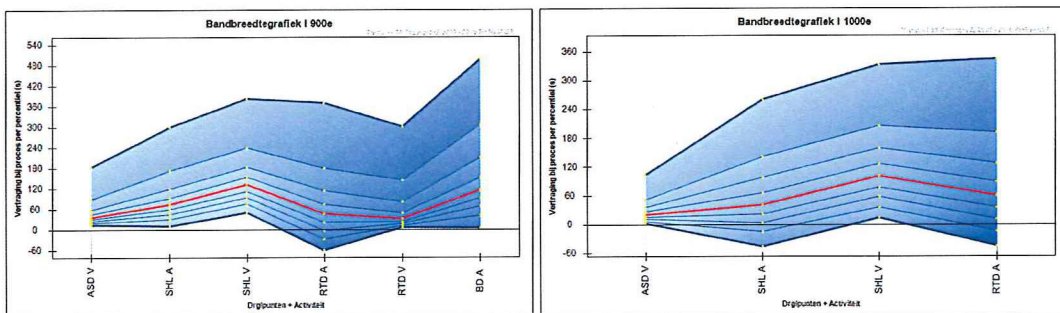 Bandbreedtegrafiek I 900e
Vertraging bij proces per percentiel (s)
540
480
420
360
300
240
180
120
60
0
-60
ASD V
SHL A
SHL V
RTD A
RTD V
BD A
Drglpunten + Activiteit
Bandbreedtegrafiek I 1000e
Vertraging bij proces per percentiel (s)
360
300
240
180
120
60
0
-60
ASD V
SHL A
SHL V
RTD A
Drglpunten + Activiteit